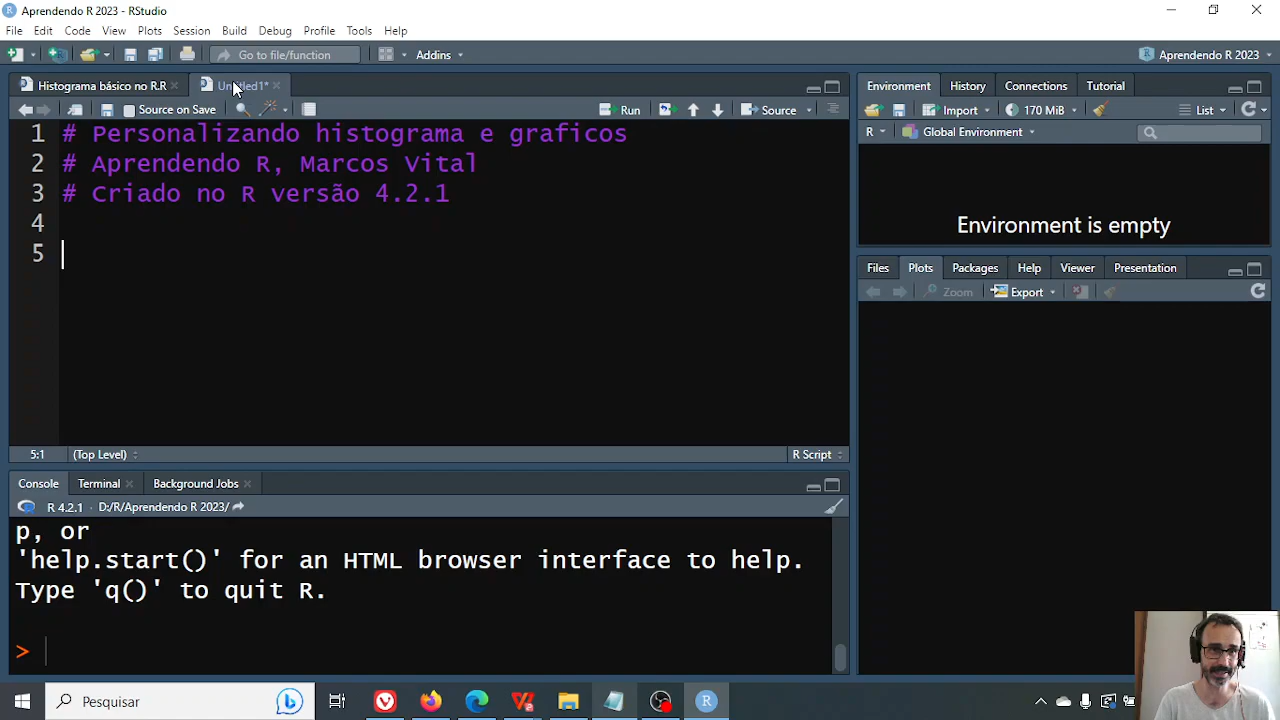 Aprendendo R 2023 - RStudio
File Edit Code View Plots Session Build Debug Profile Tools Help
Go to file/function Addins Aprendendo R 2023
Histograma básico no R.R Untitled1*
Source on Save Run Source
1 # Personalizando histograma e graficos
2 # Aprendendo R, Marcos Vital
3 # Criado no R versão 4.2.1
4
5
5:1 (Top Level) R Script
Console Terminal Background Jobs
R 4.2.1 · D:/R/Aprendendo R 2023/
p, or
'help.start()' for an HTML browser interface to help.
Type 'q()' to quit R.
>
Environment History Connections Tutorial
Import 170 MiB List
R Global Environment
Environment is empty
Files Plots Packages Help Viewer Presentation
Zoom Export
Pesquisar